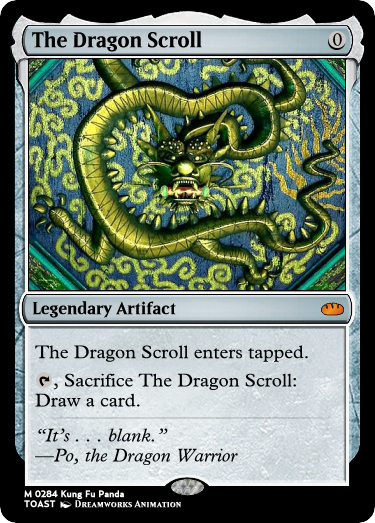 The Dragon Scroll 0
Legendary Artifact
The Dragon Scroll enters tapped.
, Sacrifice The Dragon Scroll:
Draw a card.
“It’s . . . blank.”
—Po, the Dragon Warrior
M 0284 Kung Fu Panda
TOAST DreamWorks Animation